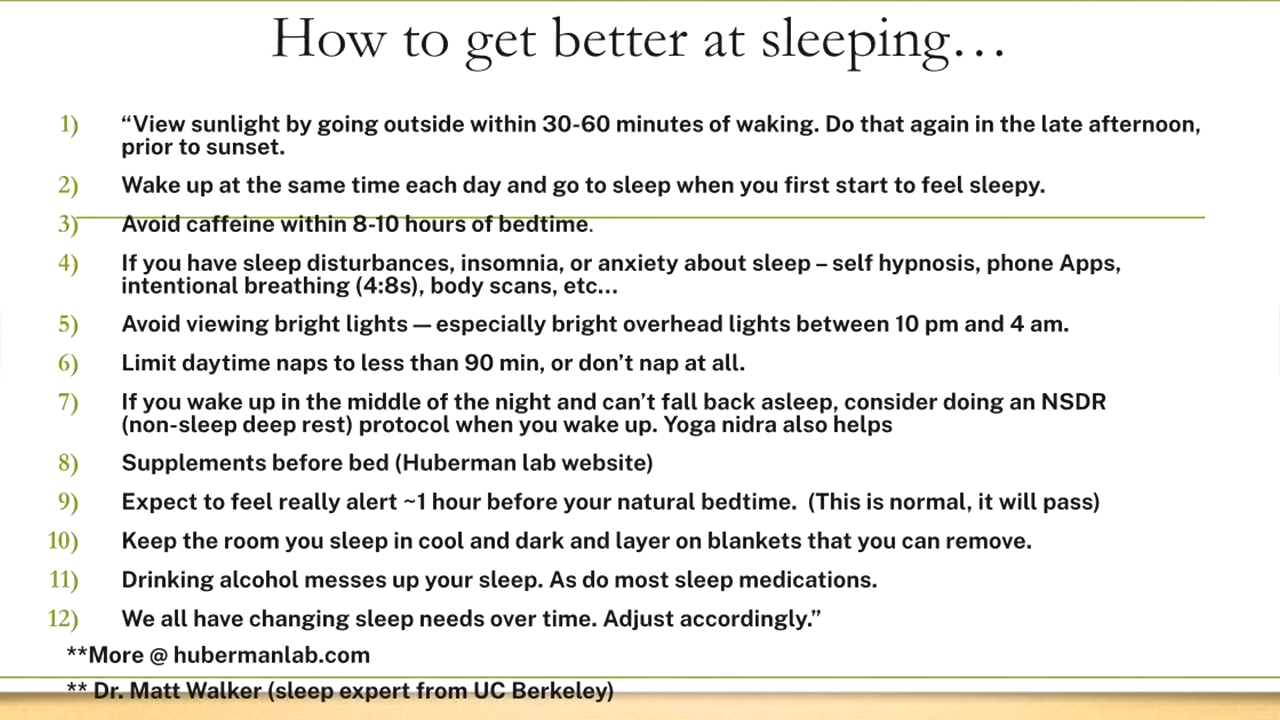 How to get better at sleeping…
1) “View sunlight by going outside within 30-60 minutes of waking. Do that again in the late afternoon,
prior to sunset.
2) Wake up at the same time each day and go to sleep when you first start to feel sleepy.
3) Avoid caffeine within 8-10 hours of bedtime.
4) If you have sleep disturbances, insomnia, or anxiety about sleep – self hypnosis, phone Apps,
intentional breathing (4:8s), body scans, etc…
5) Avoid viewing bright lights — especially bright overhead lights between 10 pm and 4 am.
6) Limit daytime naps to less than 90 min, or don’t nap at all.
7) If you wake up in the middle of the night and can’t fall back asleep, consider doing an NSDR
(non-sleep deep rest) protocol when you wake up. Yoga nidra also helps
8) Supplements before bed (Huberman lab website)
9) Expect to feel really alert ~1 hour before your natural bedtime.  (This is normal, it will pass)
10) Keep the room you sleep in cool and dark and layer on blankets that you can remove.
11) Drinking alcohol messes up your sleep. As do most sleep medications.
12) We all have changing sleep needs over time. Adjust accordingly.”
**More @ hubermanlab.com
** Dr. Matt Walker (sleep expert from UC Berkeley)